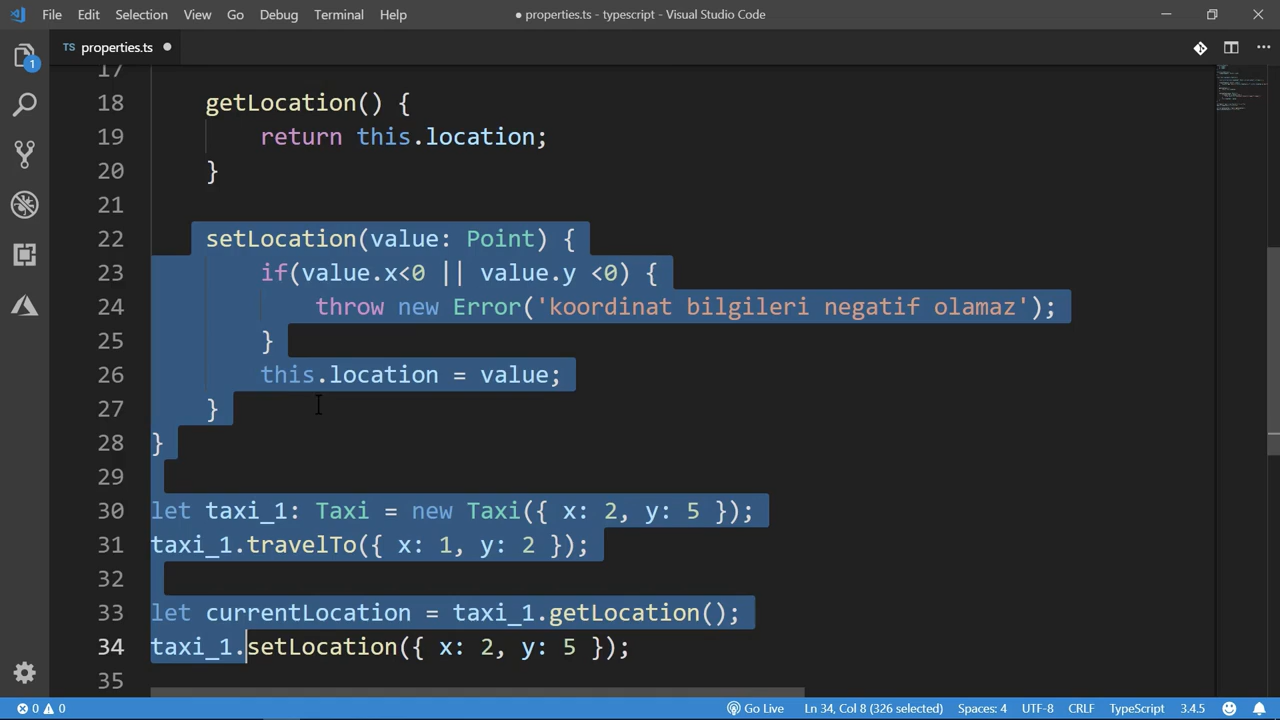 File Edit Selection View Go Debug Terminal Help ● properties.ts - typescript - Visual Studio Code
TS properties.ts ●
1
17
18 getLocation() {
19 return this.location;
20 }
21
22 setLocation(value: Point) {
23 if(value.x<0 || value.y <0) {
24 throw new Error('koordinat bilgileri negatif olamaz');
25 }
26 this.location = value;
27 }
28 }
29
30 let taxi_1: Taxi = new Taxi({ x: 2, y: 5 });
31 taxi_1.travelTo({ x: 1, y: 2 });
32
33 let currentLocation = taxi_1.getLocation();
34 taxi_1.setLocation({ x: 2, y: 5 });
35
0 0 Go Live Ln 34, Col 8 (326 selected) Spaces: 4 UTF-8 CRLF TypeScript 3.4.5